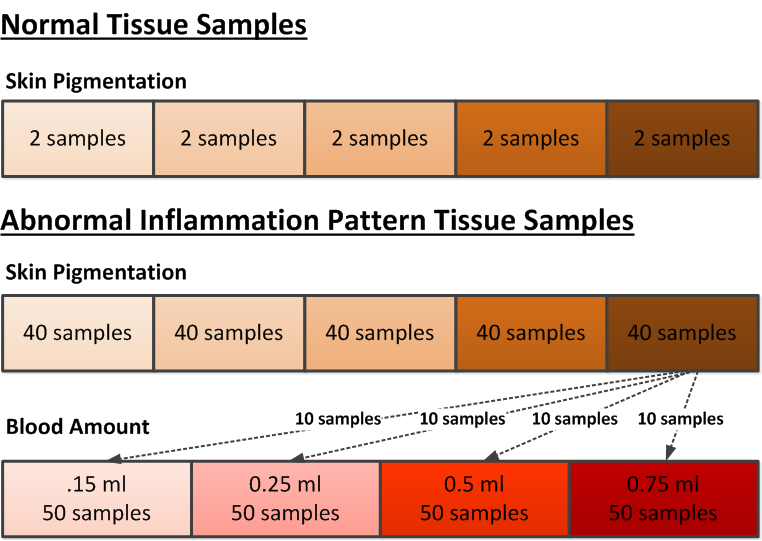 Normal Tissue Samples
Skin Pigmentation
2 samples 2 samples 2 samples 2 samples 2 samples
Abnormal Inflammation Pattern Tissue Samples
Skin Pigmentation
40 samples 40 samples 40 samples 40 samples 40 samples
10 samples 10 samples 10 samples 10 samples
Blood Amount
.15 ml 0.25 ml 0.5 ml 0.75 ml
50 samples 50 samples 50 samples 50 samples